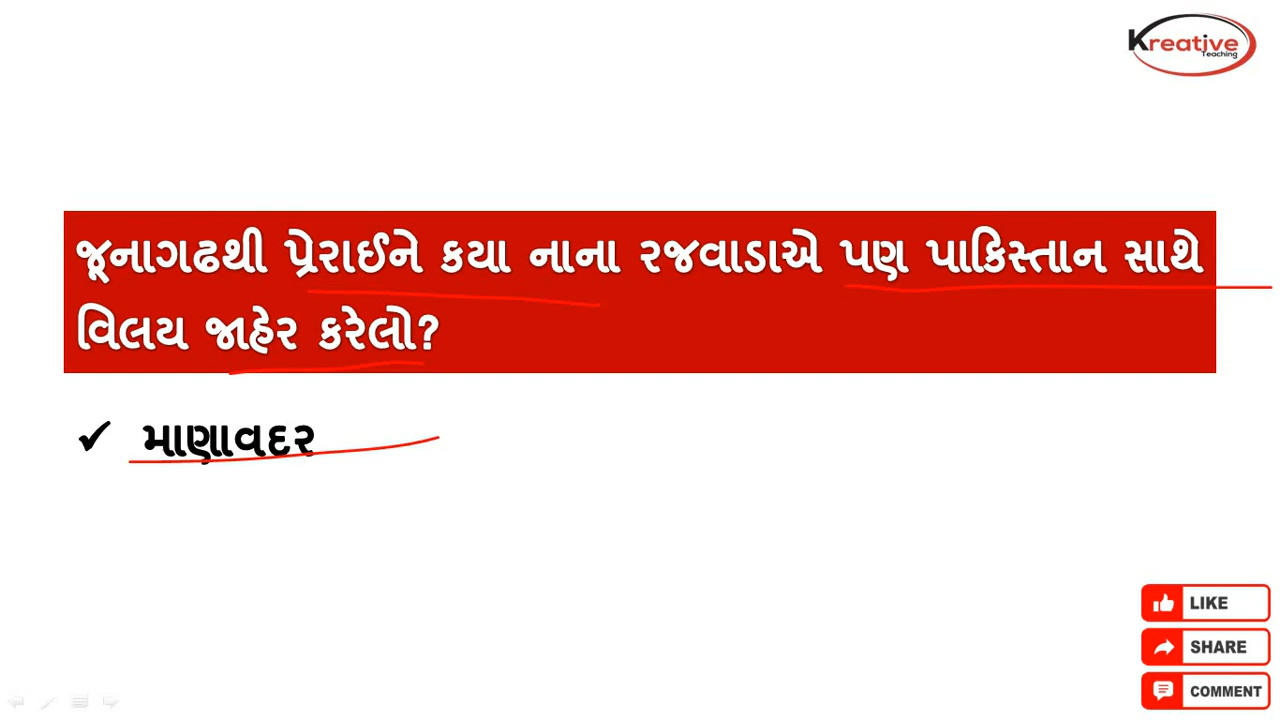 Kreative
Teaching
જૂનાગઢથી પ્રેરાઈને કયા નાના રજવાડાએ પણ પાકિસ્તાન સાથે
વિલય જાહેર કરેલો?
✓ માણાવદર
LIKE
SHARE
COMMENT